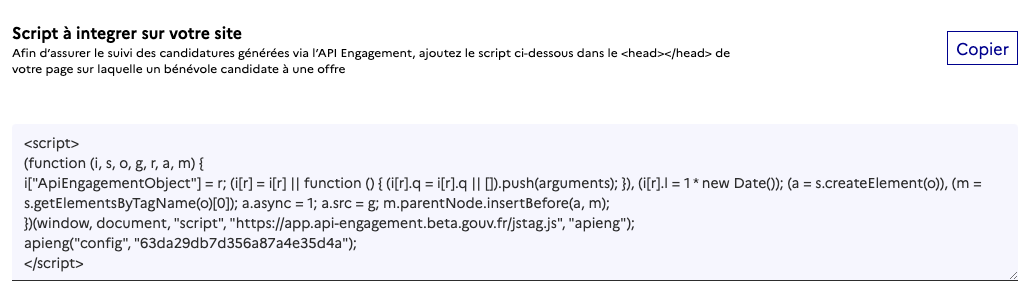 Script à integrer sur votre site
Afin d'assurer le suivi des candidatures générées via l'API Engagement, ajoutez le script ci-dessous dans le <head></head> de
votre page sur laquelle un bénévole candidate à une offre
Copier
<script>
(function (i, s, o, g, r, a, m) {
i["ApiEngagementObject"] = r; (i[r] = i[r] || function () { (i[r].q = i[r].q || []).push(arguments); }), (i[r].l = 1 * new Date()); (a = s.createElement(o)), (m =
s.getElementsByTagName(o)[0]); a.async = 1; a.src = g; m.parentNode.insertBefore(a, m);
})(window, document, "script", "https://app.api-engagement.beta.gouv.fr/jstag.js", "apieng");
apieng("config", "63da29db7d356a87a4e35d4a");
</script>